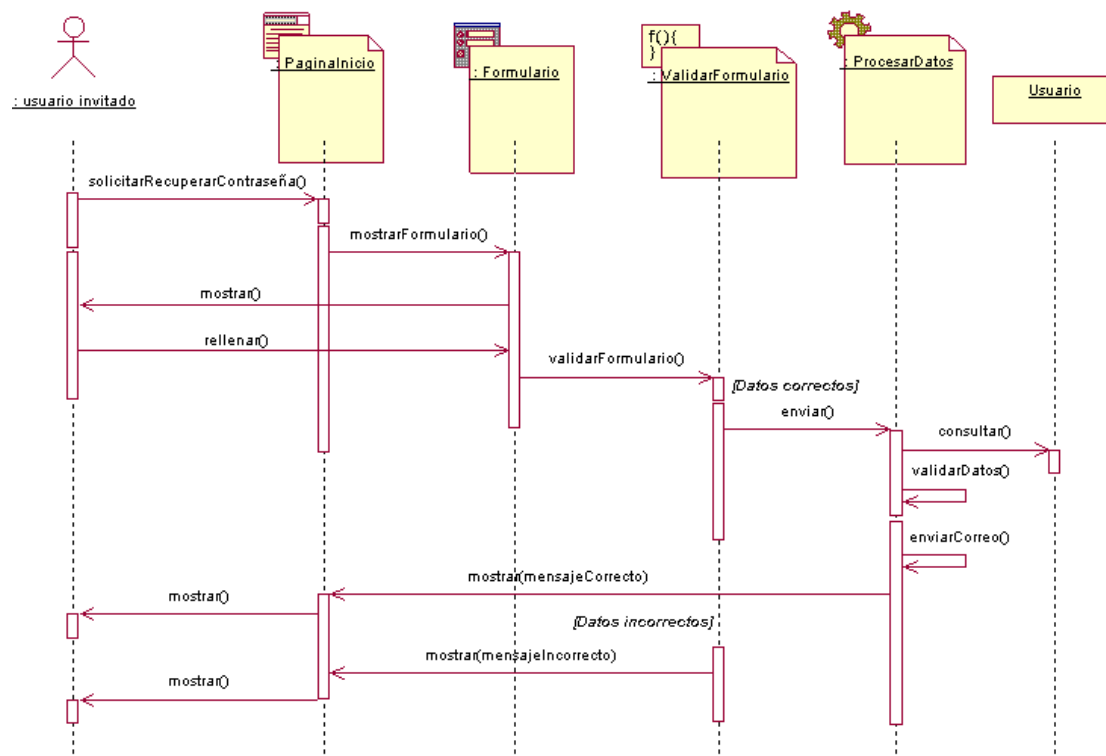 f(){
}
: usuario invitado
: PaginaInicio
: Formulario
: ValidarFormulario
: ProcesarDatos
Usuario
solicitarRecuperarContraseña()
mostrarFormulario()
mostrar()
rellenar()
validarFormulario()
[Datos correctos]
enviar()
consultar()
validarDatos()
enviarCorreo()
mostrar(mensajeCorrecto)
mostrar()
[Datos incorrectos]
mostrar(mensajeIncorrecto)
mostrar()